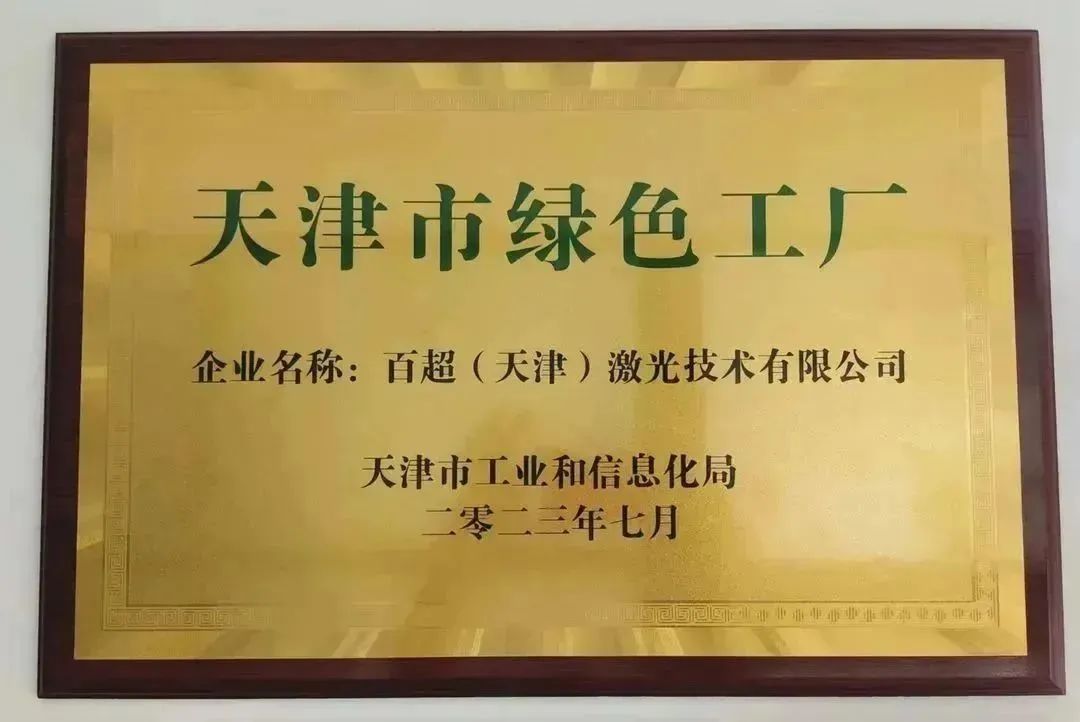 天津市绿色工厂
企业名称：百超（天津）激光技术有限公司
天津市工业和信息化局
二零二三年七月